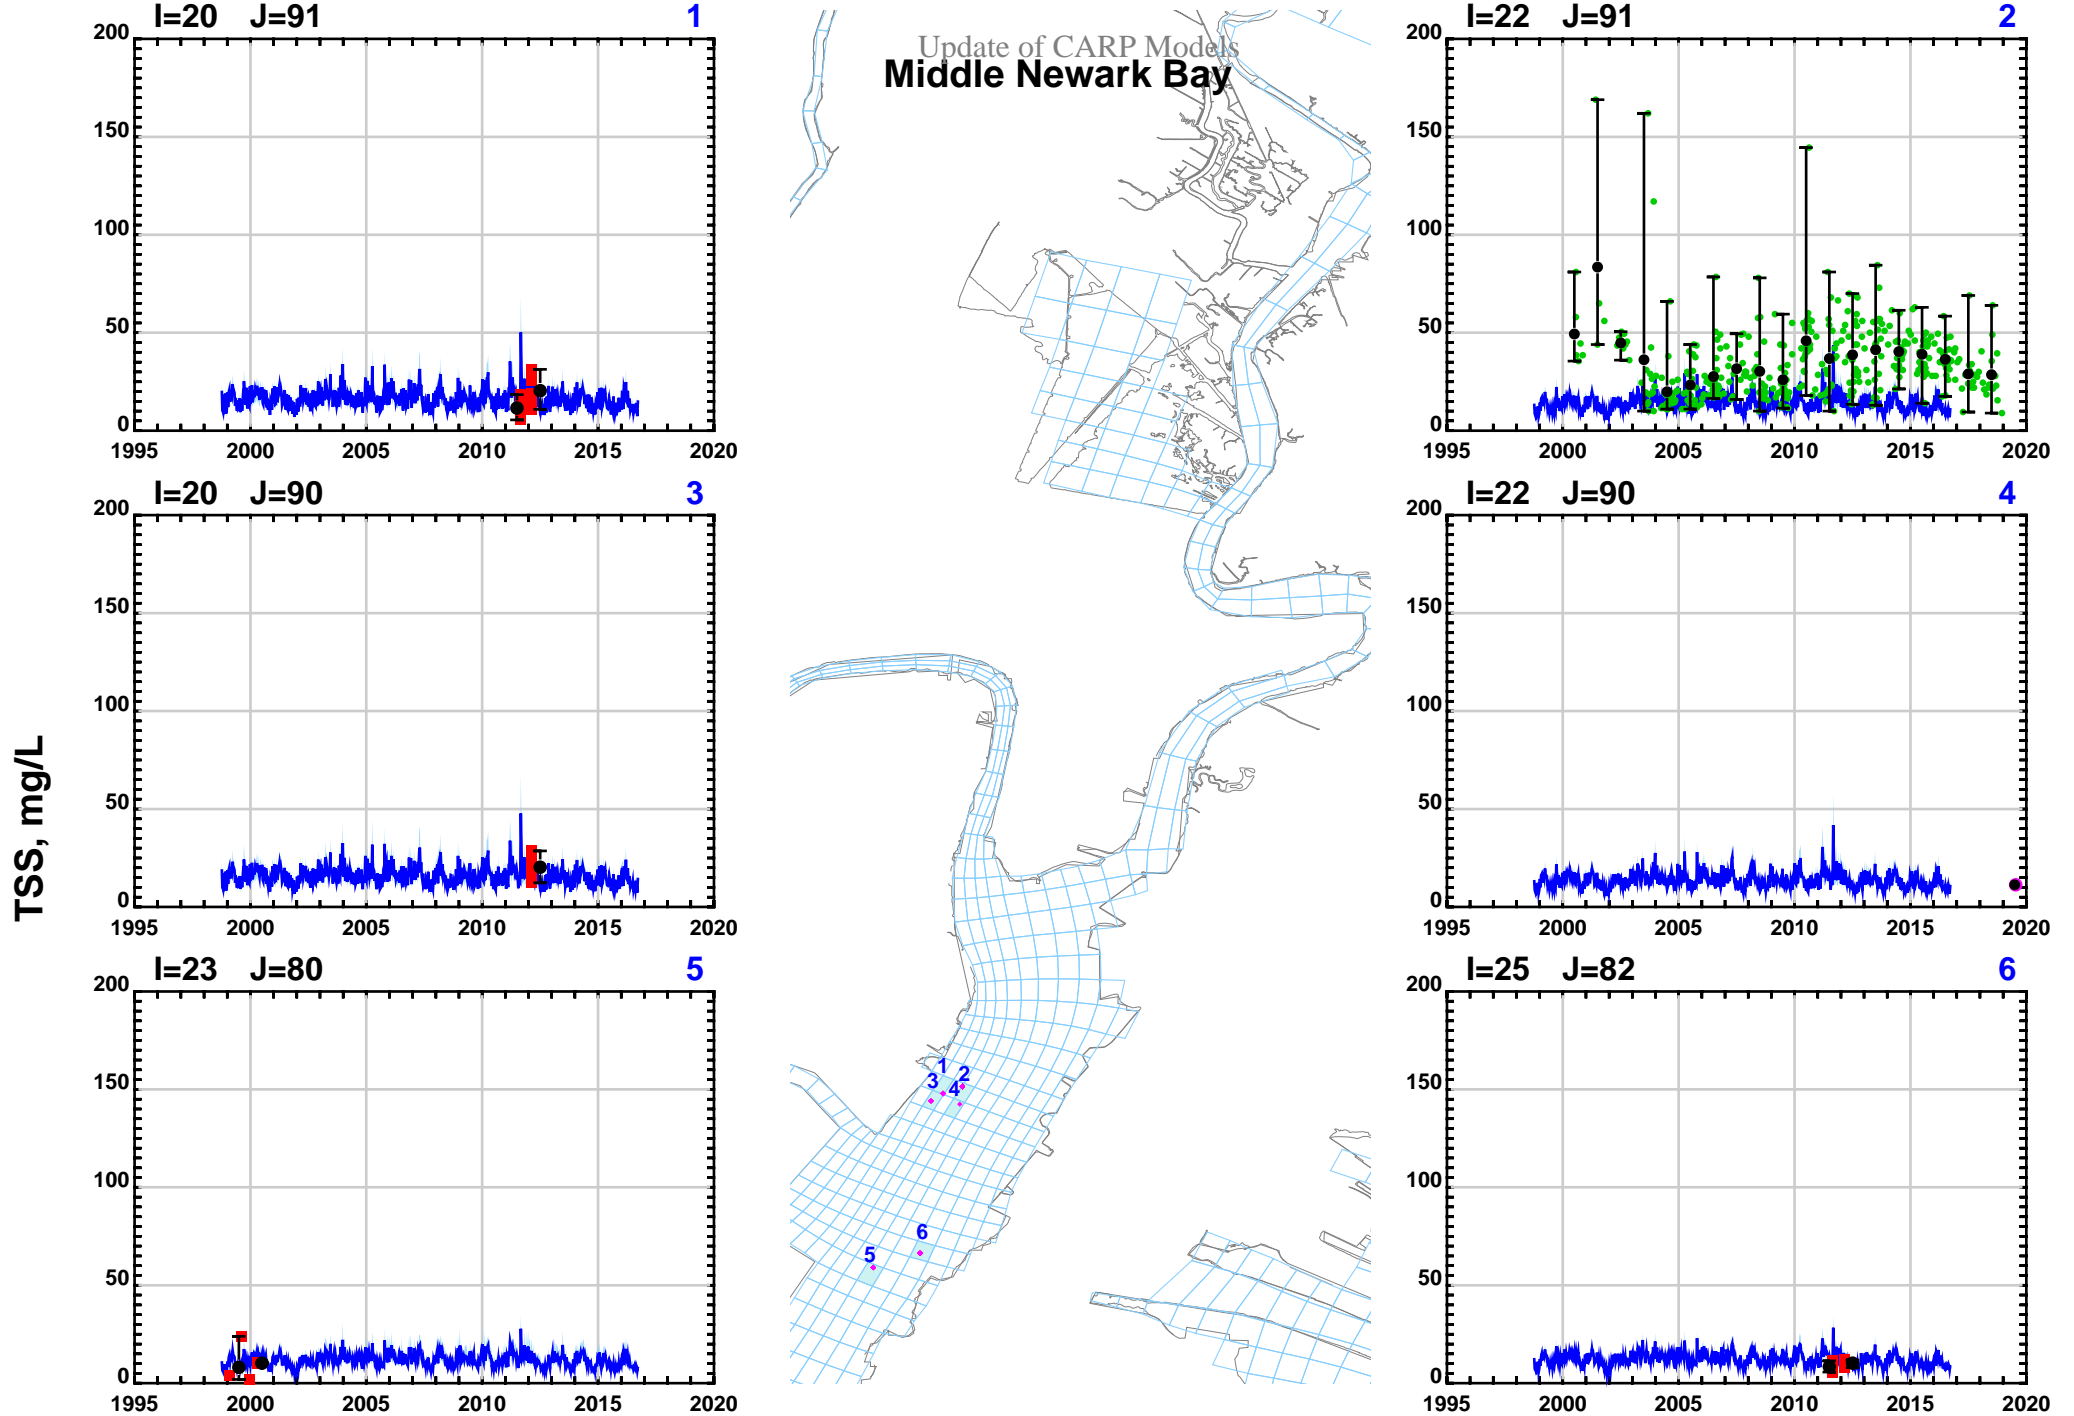 I=20 J=91 1
200
150
100
50
0
1995 2000 2005 2010 2015 2020
Update of CARP Models
Middle Newark Bay
I=22 J=91 2
200
150
100
50
0
1995 2000 2005 2010 2015 2020
I=20 J=90 3
200
150
100
50
0
1995 2000 2005 2010 2015 2020
I=22 J=90 4
200
150
100
50
0
1995 2000 2005 2010 2015 2020
TSS, mg/L
I=23 J=80 5
200
150
100
50
0
1995 2000 2005 2010 2015 2020
1
2
3
4
6
5
I=25 J=82 6
200
150
100
50
0
1995 2000 2005 2010 2015 2020